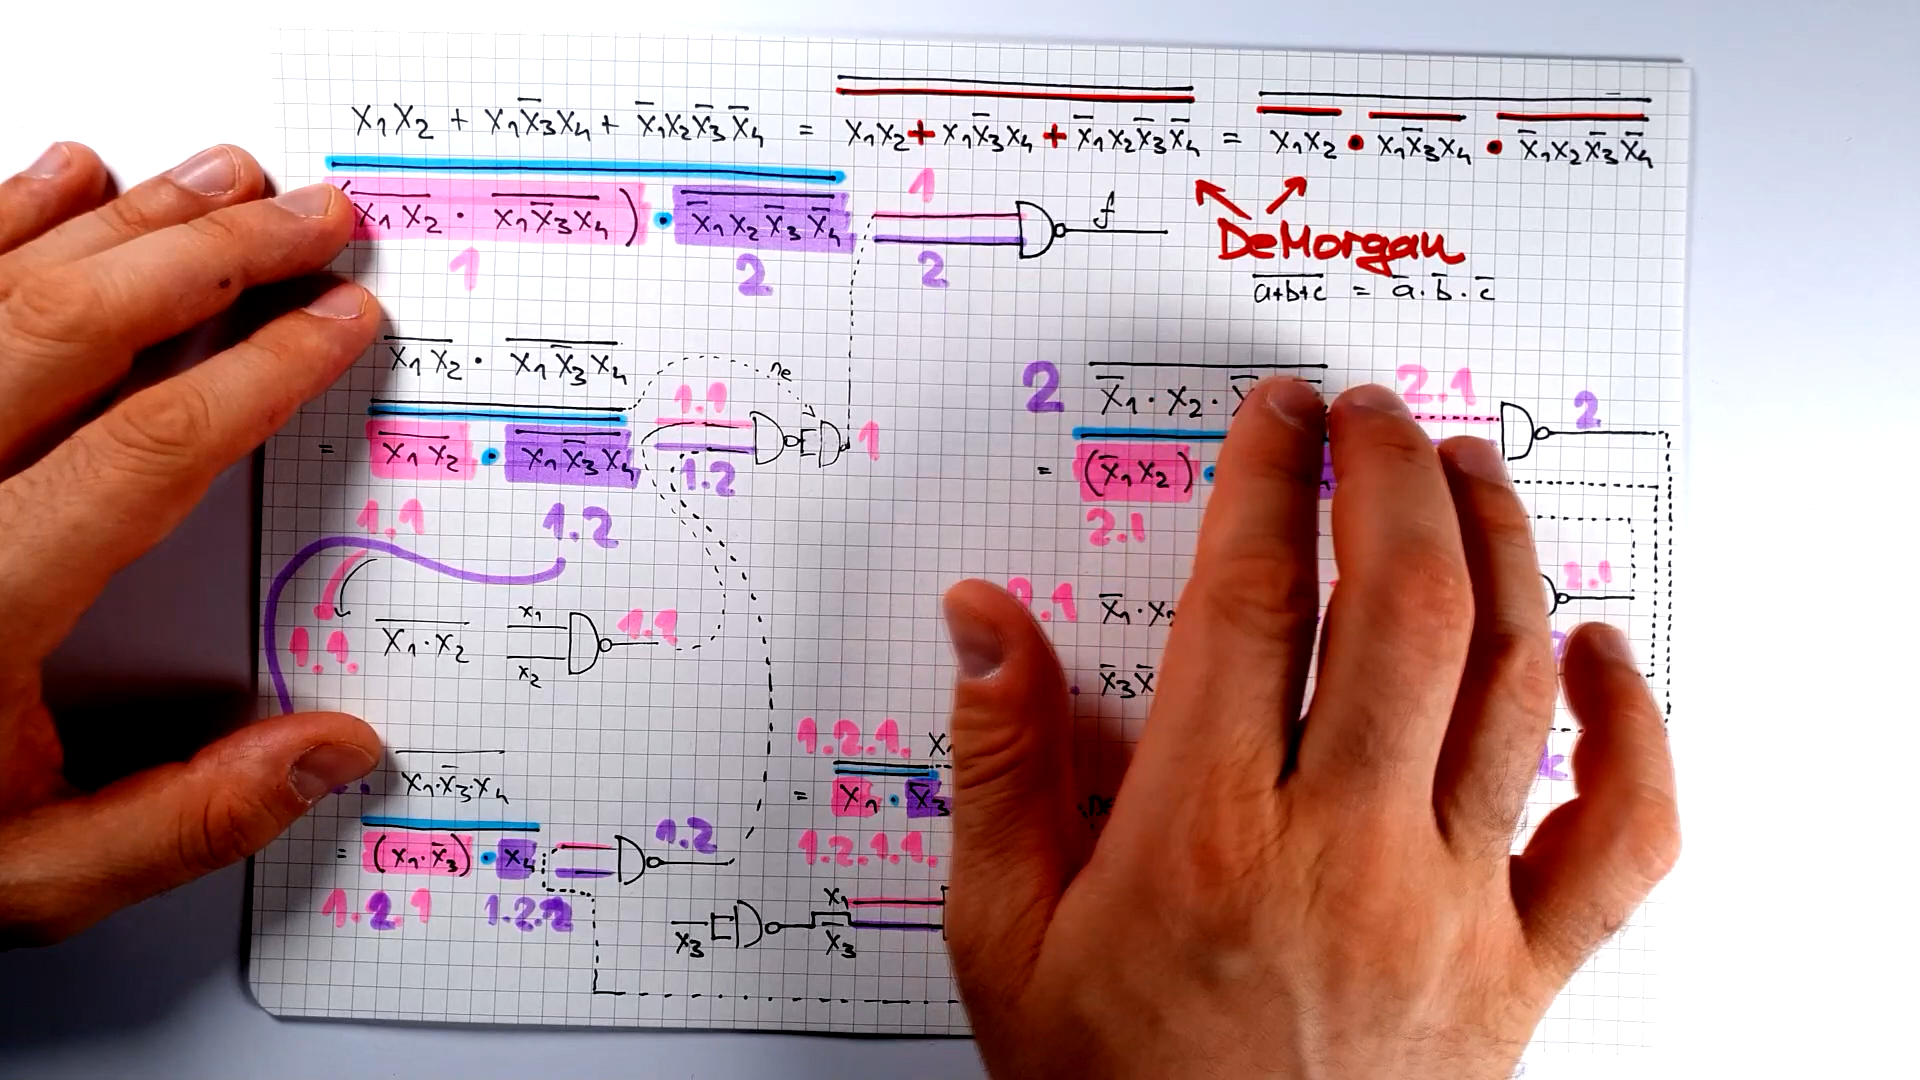 x₁x₂ + x₁x̅₃x₄ + x̅₁x₂x̅₃x̅₄ = x₁x₂ + x₁x̅₃x₄ + x̅₁x₂x̅₃x̅₄ = x₁x₂ • x₁x̅₃x₄ • x̅₁x₂x̅₃x̅₄
(x₁x₂ · x₁x̅₃x₄) • x̅₁x₂x̅₃x̅₄
1 2
1
2
f
DeMorgan
a+b+c = a̅ · b̅ · c̅
x₁x₂ · x₁x̅₃x₄
= x₁x₂ • x₁x̅₃x₄
1.1 1.2
1.1
1.2
ne
1
1.1. x₁·x₂
x₁
x₂
1.1
x₁·x̅₃·x₄
= (x₁·x̅₃) • x₄
1.2.1 1.2.2
1.2
1.2.1.
= x₁ · x̅₃
1.2.1.1.
x₃
x₁
x̅₃
2 x̅₁ · x₂ ·
= (x̅₁x₂) •
2.1
2.1
2
x̅₁·x₂
2.1
x̅₃x̅